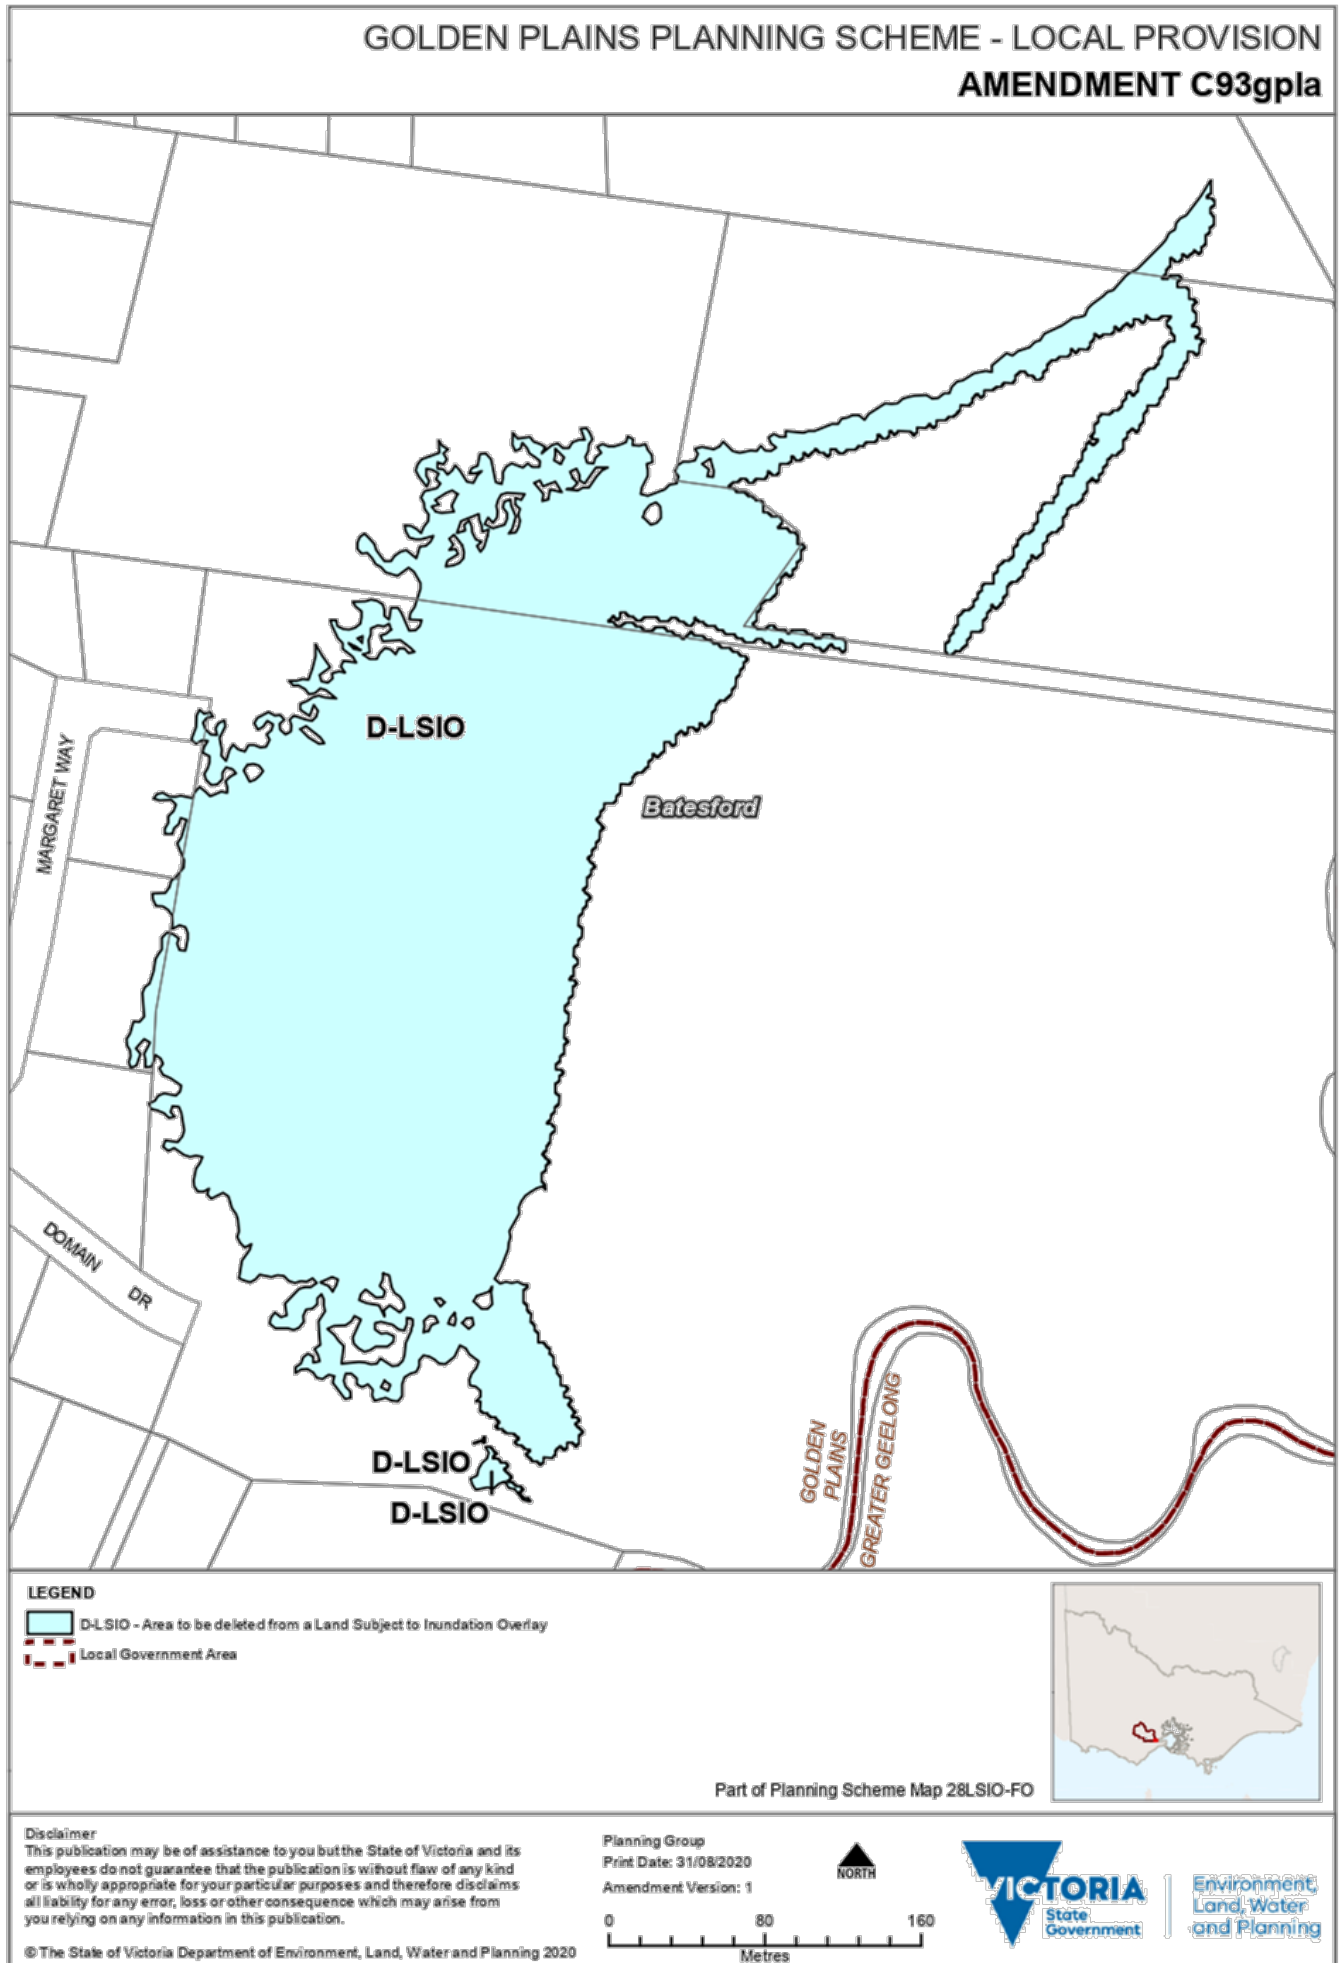 GOLDEN PLAINS PLANNING SCHEME - LOCAL PROVISION
AMENDMENT C93gpla
D-LSIO
MARGARET WAY
Batesford
DOMAIN DR
GOLDEN
PLAINS
GREATER GEELONG
D-LSIO
D-LSIO
LEGEND
D-LSIO - Area to be deleted from a Land Subject to Inundation Overlay
Local Government Area
Part of Planning Scheme Map 28LSIO-FO
Disclaimer
This publication may be of assistance to you but the State of Victoria and its
employees do not guarantee that the publication is without flaw of any kind
or is wholly appropriate for your particular purposes and therefore disclaims
all liability for any error, loss or other consequence which may arise from
you relying on any information in this publication.
© The State of Victoria Department of Environment, Land, Water and Planning 2020
Planning Group
Print Date: 31/08/2020
Amendment Version: 1
0 80 160
Metres
NORTH
VICTORIA
State
Government
Environment,
Land, Water
and Planning